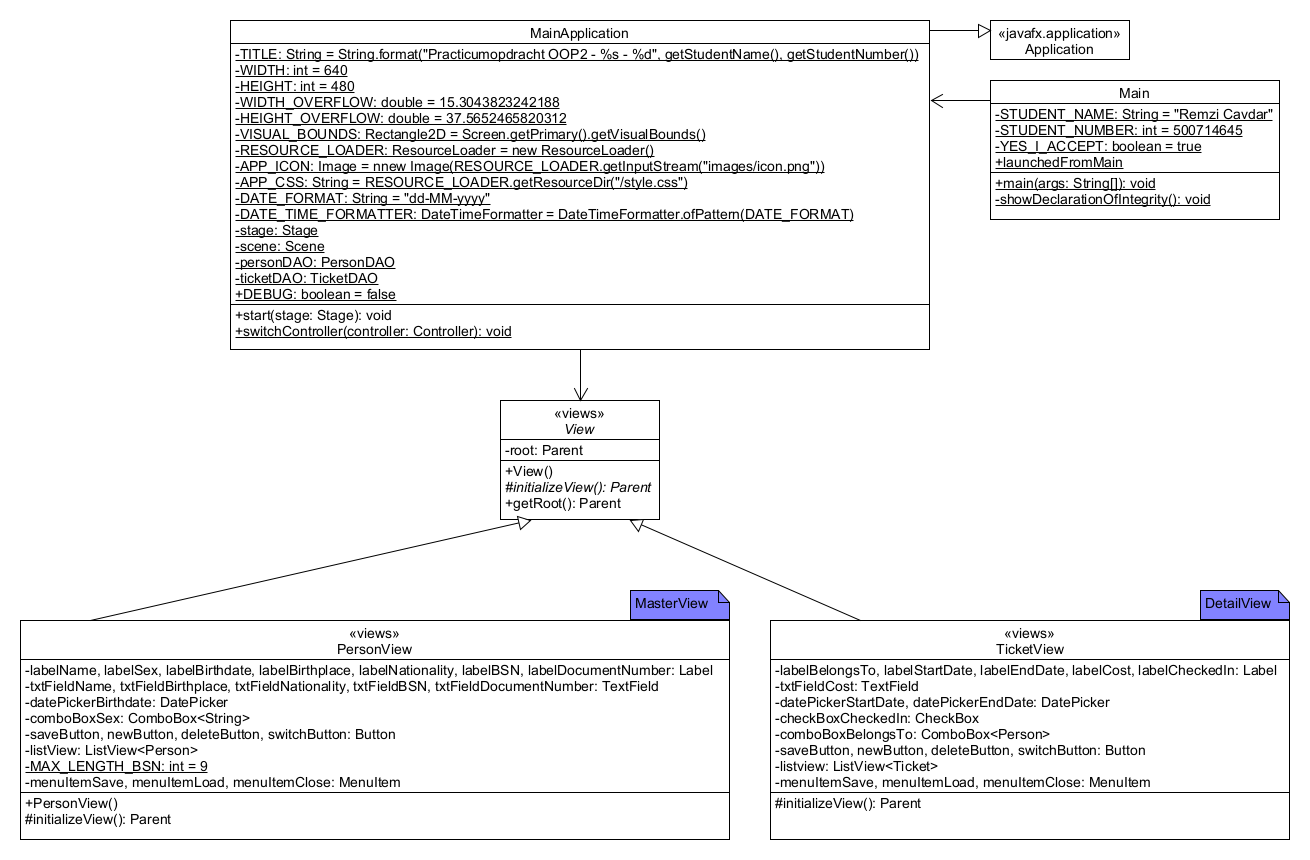 MainApplication
-TITLE: String = String.format("Practicumopdracht OOP2 - %s - %d", getStudentName(), getStudentNumber())
-WIDTH: int = 640
-HEIGHT: int = 480
-WIDTH_OVERFLOW: double = 15.3043823242188
-HEIGHT_OVERFLOW: double = 37.5652465820312
-VISUAL_BOUNDS: Rectangle2D = Screen.getPrimary().getVisualBounds()
-RESOURCE_LOADER: ResourceLoader = new ResourceLoader()
-APP_ICON: Image = nnew Image(RESOURCE_LOADER.getInputStream("images/icon.png"))
-APP_CSS: String = RESOURCE_LOADER.getResourceDir("/style.css")
-DATE_FORMAT: String = "dd-MM-yyyy"
-DATE_TIME_FORMATTER: DateTimeFormatter = DateTimeFormatter.ofPattern(DATE_FORMAT)
-stage: Stage
-scene: Scene
-personDAO: PersonDAO
-ticketDAO: TicketDAO
+DEBUG: boolean = false
+start(stage: Stage): void
+switchController(controller: Controller): void
«javafx.application»
Application
Main
-STUDENT_NAME: String = "Remzi Cavdar"
-STUDENT_NUMBER: int = 500714645
-YES_I_ACCEPT: boolean = true
+launchedFromMain
+main(args: String[]): void
-showDeclarationOfIntegrity(): void
«views»
View
-root: Parent
+View()
#initializeView(): Parent
+getRoot(): Parent
MasterView
«views»
PersonView
-labelName, labelSex, labelBirthdate, labelBirthplace, labelNationality, labelBSN, labelDocumentNumber: Label
-txtFieldName, txtFieldBirthplace, txtFieldNationality, txtFieldBSN, txtFieldDocumentNumber: TextField
-datePickerBirthdate: DatePicker
-comboBoxSex: ComboBox<String>
-saveButton, newButton, deleteButton, switchButton: Button
-listView: ListView<Person>
-MAX_LENGTH_BSN: int = 9
-menuItemSave, menuItemLoad, menuItemClose: MenuItem
+PersonView()
#initializeView(): Parent
DetailView
«views»
TicketView
-labelBelongsTo, labelStartDate, labelEndDate, labelCost, labelCheckedIn: Label
-txtFieldCost: TextField
-datePickerStartDate, datePickerEndDate: DatePicker
-checkBoxCheckedIn: CheckBox
-comboBoxBelongsTo: ComboBox<Person>
-saveButton, newButton, deleteButton, switchButton: Button
-listview: ListView<Ticket>
-menuItemSave, menuItemLoad, menuItemClose: MenuItem
#initializeView(): Parent